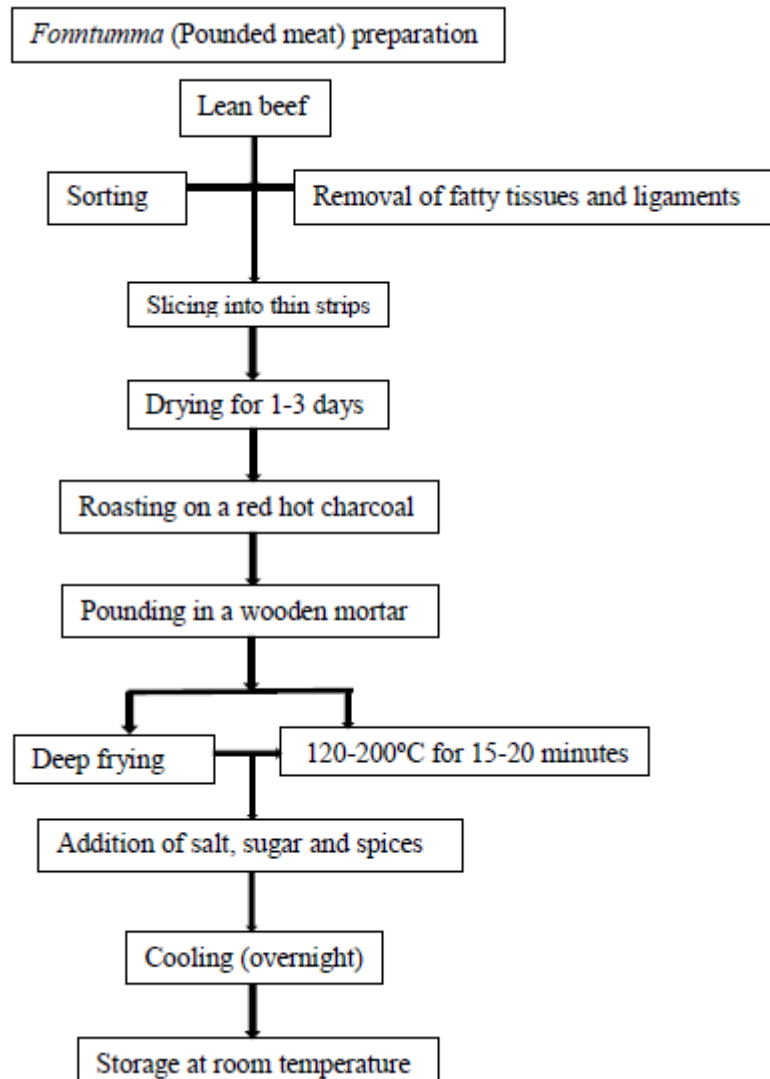 Fonntumma (Pounded meat) preparation
Lean beef
Sorting
Removal of fatty tissues and ligaments
Slicing into thin strips
Drying for 1-3 days
Roasting on a red hot charcoal
Pounding in a wooden mortar
Deep frying
120-200ºC for 15-20 minutes
Addition of salt, sugar and spices
Cooling (overnight)
Storage at room temperature